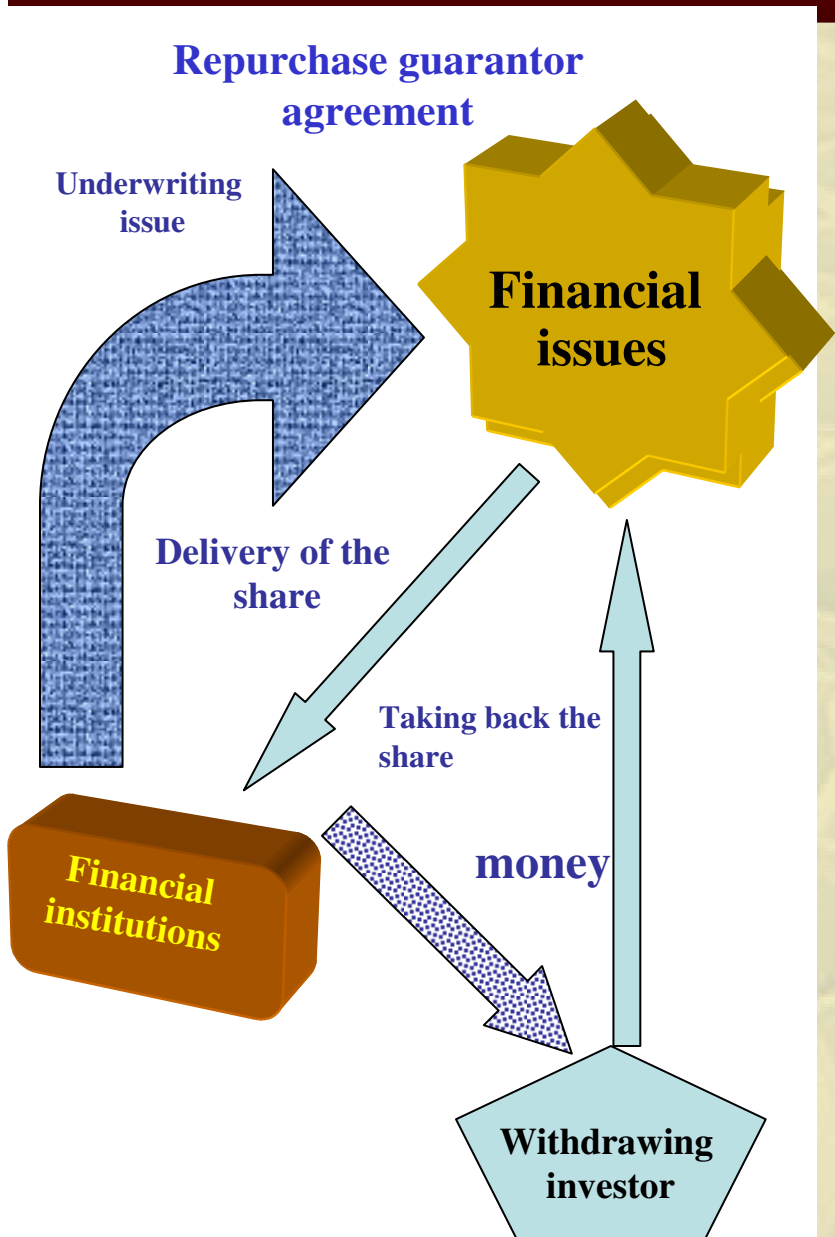 Repurchase guarantor
agreement
Underwriting
issue
Financial
issues
Delivery of the
share
Taking back the
share
money
Financial
institutions
Withdrawing
investor